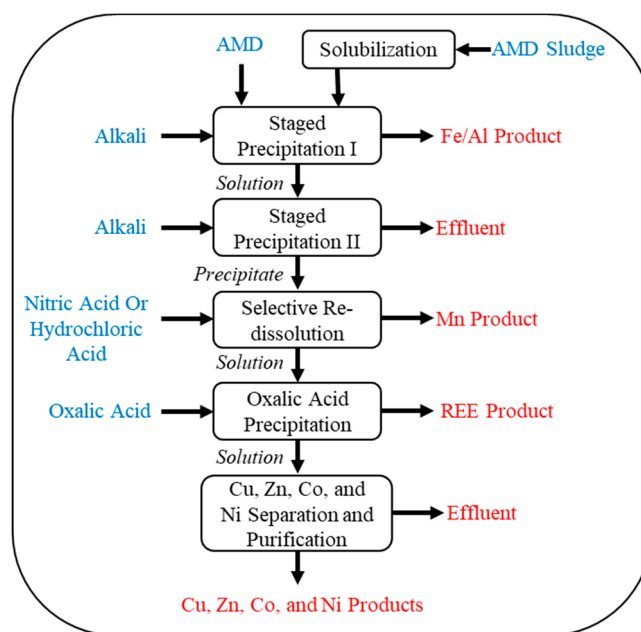 AMD
Solubilization
AMD Sludge
Alkali
Staged
Precipitation I
Fe/Al Product
Solution
Alkali
Staged
Precipitation II
Effluent
Precipitate
Nitric Acid Or
Hydrochloric
Acid
Selective Re-
dissolution
Mn Product
Solution
Oxalic Acid
Oxalic Acid
Precipitation
REE Product
Solution
Cu, Zn, Co, and
Ni Separation and
Purification
Effluent
Cu, Zn, Co, and Ni Products